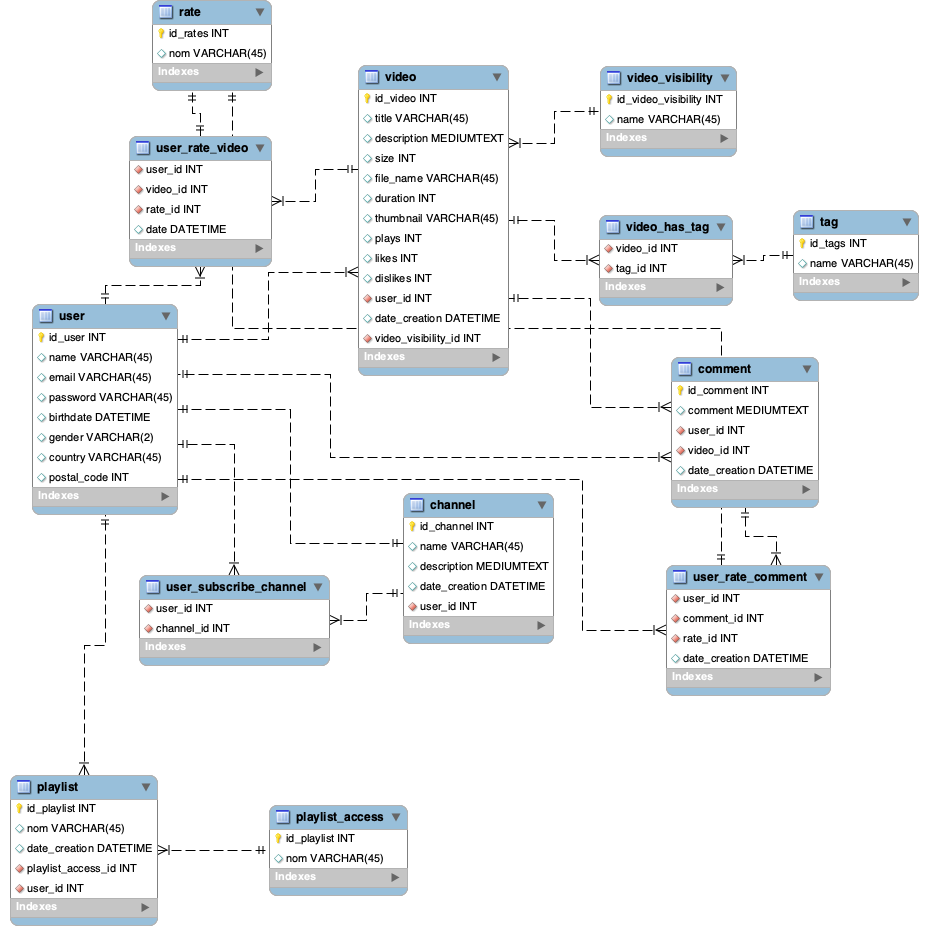 rate
id_rates INT
nom VARCHAR(45)
Indexes
user_rate_video
user_id INT
video_id INT
rate_id INT
date DATETIME
Indexes
video
id_video INT
title VARCHAR(45)
description MEDIUMTEXT
size INT
file_name VARCHAR(45)
duration INT
thumbnail VARCHAR(45)
plays INT
likes INT
dislikes INT
user_id INT
date_creation DATETIME
video_visibility_id INT
Indexes
video_visibility
id_video_visibility INT
name VARCHAR(45)
Indexes
video_has_tag
video_id INT
tag_id INT
Indexes
tag
id_tags INT
name VARCHAR(45)
Indexes
user
id_user INT
name VARCHAR(45)
email VARCHAR(45)
password VARCHAR(45)
birthdate DATETIME
gender VARCHAR(2)
country VARCHAR(45)
postal_code INT
Indexes
comment
id_comment INT
comment MEDIUMTEXT
user_id INT
video_id INT
date_creation DATETIME
Indexes
channel
id_channel INT
name VARCHAR(45)
description MEDIUMTEXT
date_creation DATETIME
user_id INT
Indexes
user_subscribe_channel
user_id INT
channel_id INT
Indexes
user_rate_comment
user_id INT
comment_id INT
rate_id INT
date_creation DATETIME
Indexes
playlist
id_playlist INT
nom VARCHAR(45)
date_creation DATETIME
playlist_access_id INT
user_id INT
Indexes
playlist_access
id_playlist INT
nom VARCHAR(45)
Indexes